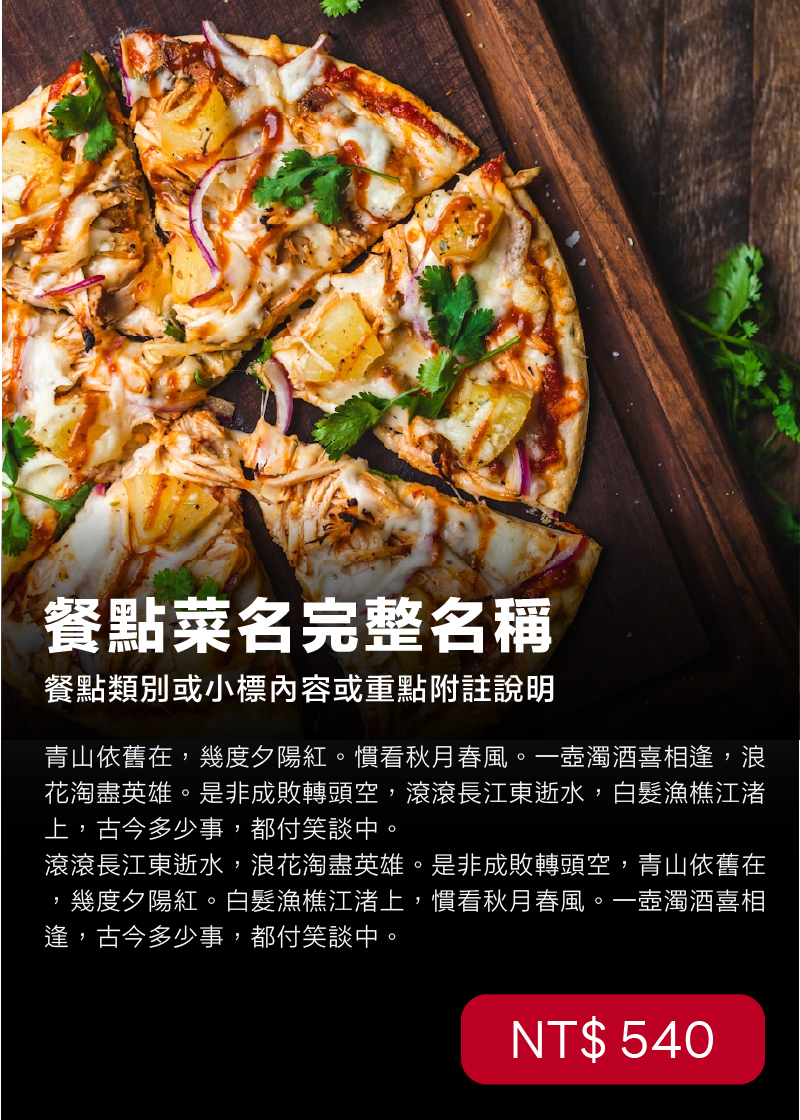 餐點菜名完整名稱
餐點類別或小標內容或重點附註說明
青山依舊在，幾度夕陽紅。慣看秋月春風。一壺濁酒喜相逢，浪
花淘盡英雄。是非成敗轉頭空，滾滾長江東逝水，白髮漁樵江渚
上，古今多少事，都付笑談中。
滾滾長江東逝水，浪花淘盡英雄。是非成敗轉頭空，青山依舊在
，幾度夕陽紅。白髮漁樵江渚上，慣看秋月春風。一壺濁酒喜相
逢，古今多少事，都付笑談中。
NT$ 540